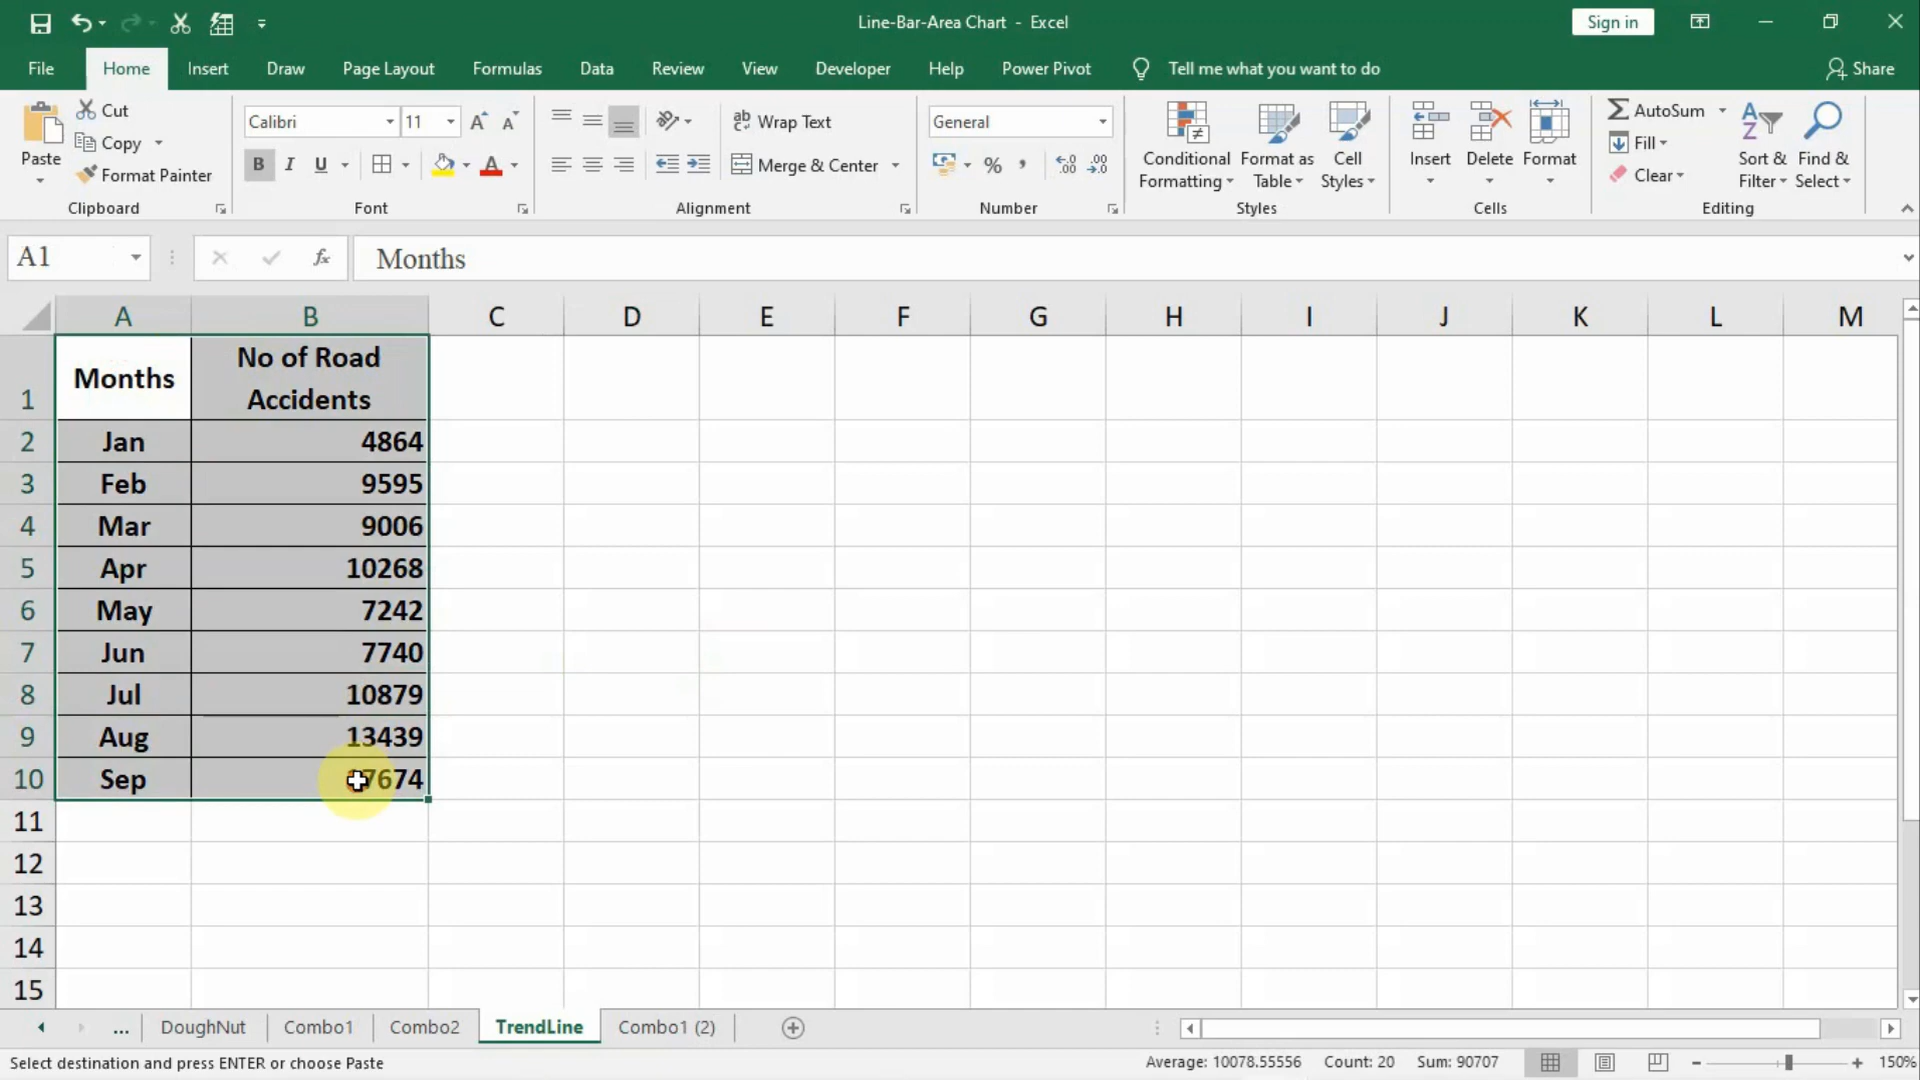 Line-Bar-Area Chart - Excel
Sign in
File Home Insert Draw Page Layout Formulas Data Review View Developer Help Power Pivot Tell me what you want to do Share
Paste
Cut
Copy
Format Painter
Clipboard
Calibri 11
B I U
Font
Wrap Text
Merge & Center
Alignment
General
%
Number
Conditional
Formatting
Format as
Table
Cell
Styles
Styles
Insert
Delete
Format
Cells
AutoSum
Fill
Clear
Sort &
Filter
Find &
Select
Editing
A1
fx
Months
A B C D E F G H I J K L M
1 Months No of Road
Accidents
2 Jan 4864
3 Feb 9595
4 Mar 9006
5 Apr 10268
6 May 7242
7 Jun 7740
8 Jul 10879
9 Aug 13439
10 Sep
11
12
13
14
15
... DoughNut Combo1 Combo2 TrendLine Combo1 (2)
Select destination and press ENTER or choose Paste
Average: 10078.55556 Count: 20 Sum: 90707
150%